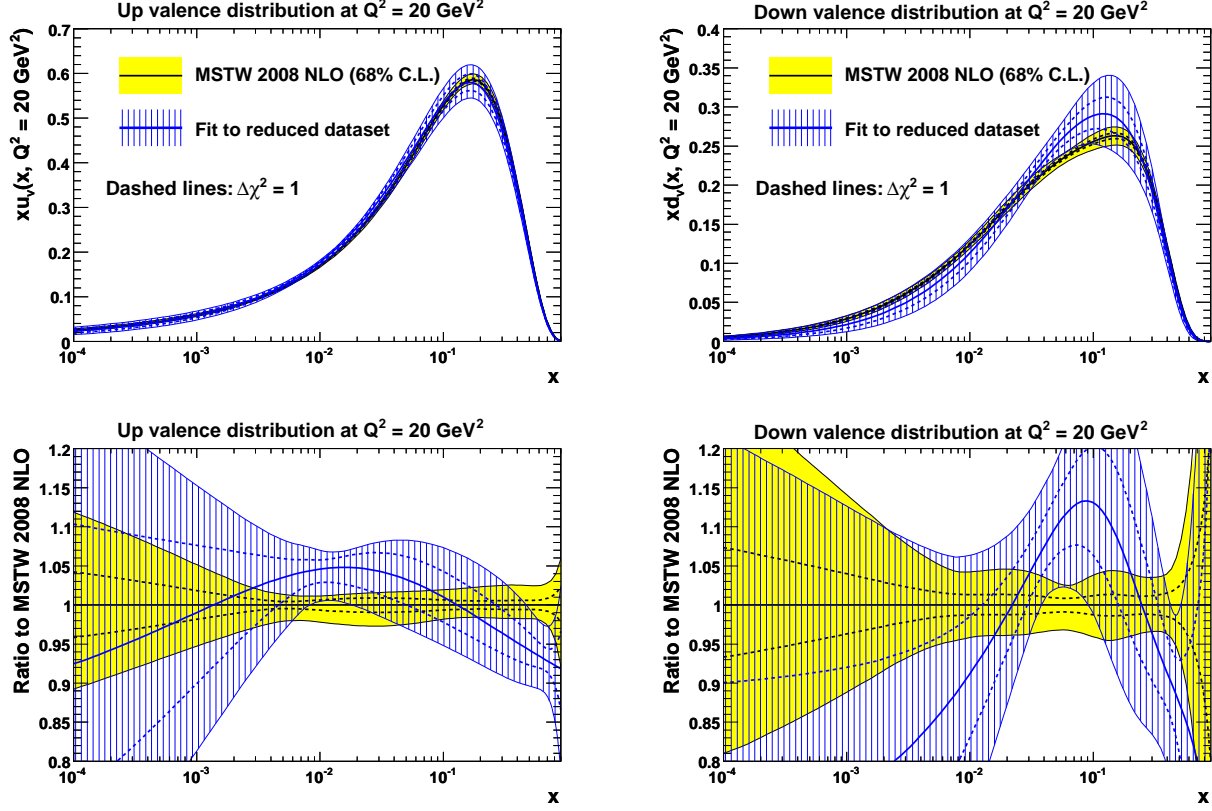 Up valence distribution at Q² = 20 GeV²
xuᵥ(x, Q² = 20 GeV²)
0.7
0.6
0.5
0.4
0.3
0.2
0.1
0
MSTW 2008 NLO (68% C.L.)
Fit to reduced dataset
Dashed lines: Δχ² = 1
10⁻⁴ 10⁻³ 10⁻² 10⁻¹
x
Down valence distribution at Q² = 20 GeV²
xdᵥ(x, Q² = 20 GeV²)
0.4
0.35
0.3
0.25
0.2
0.15
0.1
0.05
0
MSTW 2008 NLO (68% C.L.)
Fit to reduced dataset
Dashed lines: Δχ² = 1
10⁻⁴ 10⁻³ 10⁻² 10⁻¹
x
Up valence distribution at Q² = 20 GeV²
Ratio to MSTW 2008 NLO
1.2
1.15
1.1
1.05
1
0.95
0.9
0.85
0.8
10⁻⁴ 10⁻³ 10⁻² 10⁻¹
x
Down valence distribution at Q² = 20 GeV²
Ratio to MSTW 2008 NLO
1.2
1.15
1.1
1.05
1
0.95
0.9
0.85
0.8
10⁻⁴ 10⁻³ 10⁻² 10⁻¹
x